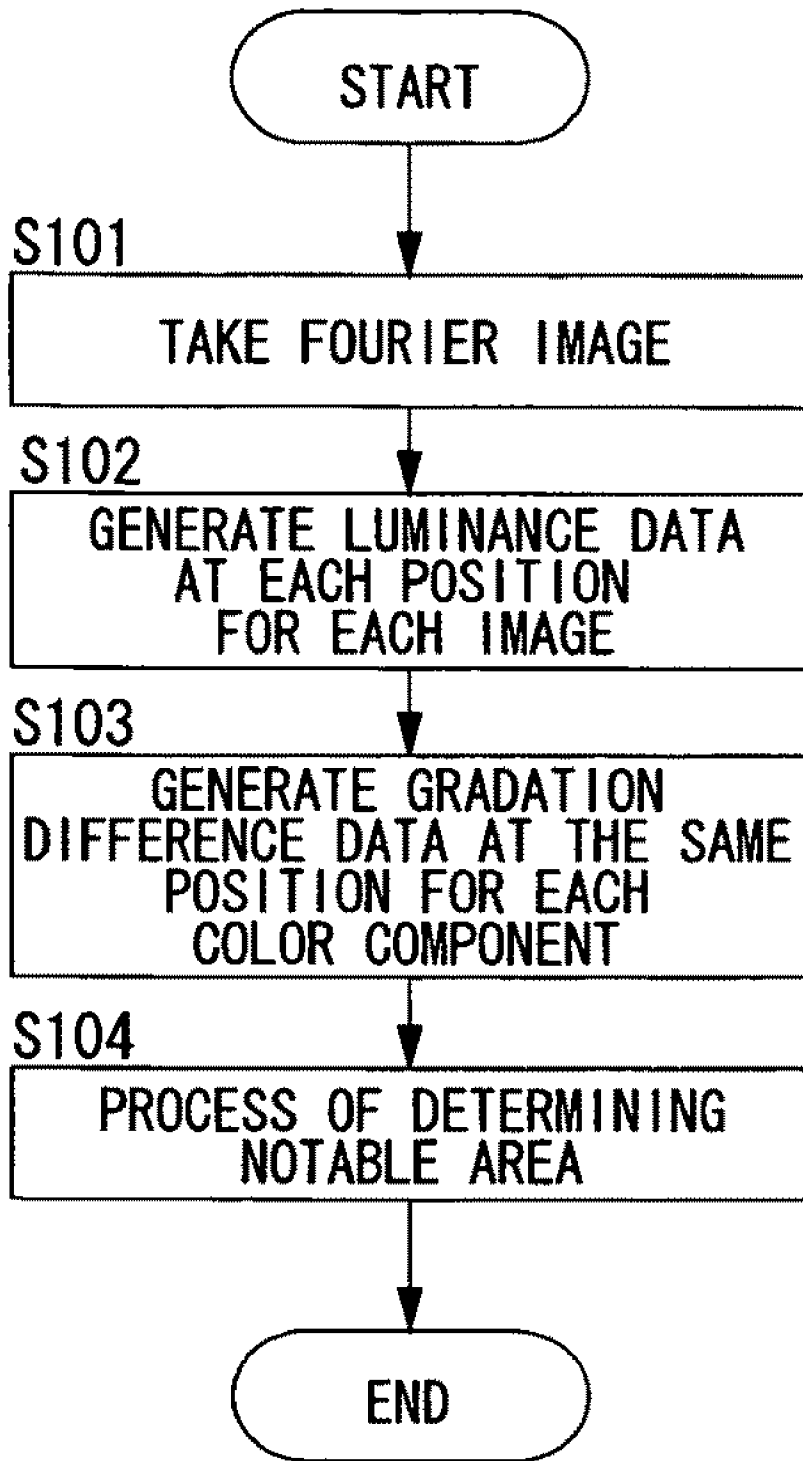 START
S101
TAKE FOURIER IMAGE
S102
GENERATE LUMINANCE DATA
AT EACH POSITION
FOR EACH IMAGE
S103
GENERATE GRADATION
DIFFERENCE DATA AT THE SAME
POSITION FOR EACH
COLOR COMPONENT
S104
PROCESS OF DETERMINING
NOTABLE AREA
END